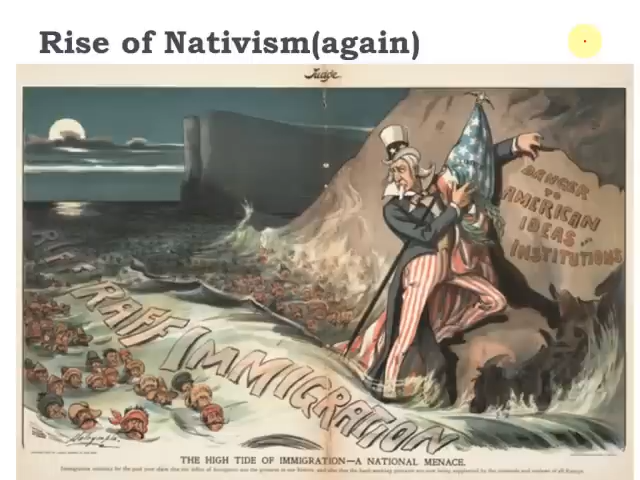 Rise of Nativism(again)
Judge
DANGER
TO
AMERICAN
IDEAS AND
INSTITUTIONS
RIFF RAFF IMMIGRATION
THE HIGH TIDE OF IMMIGRATION—A NATIONAL MENACE.